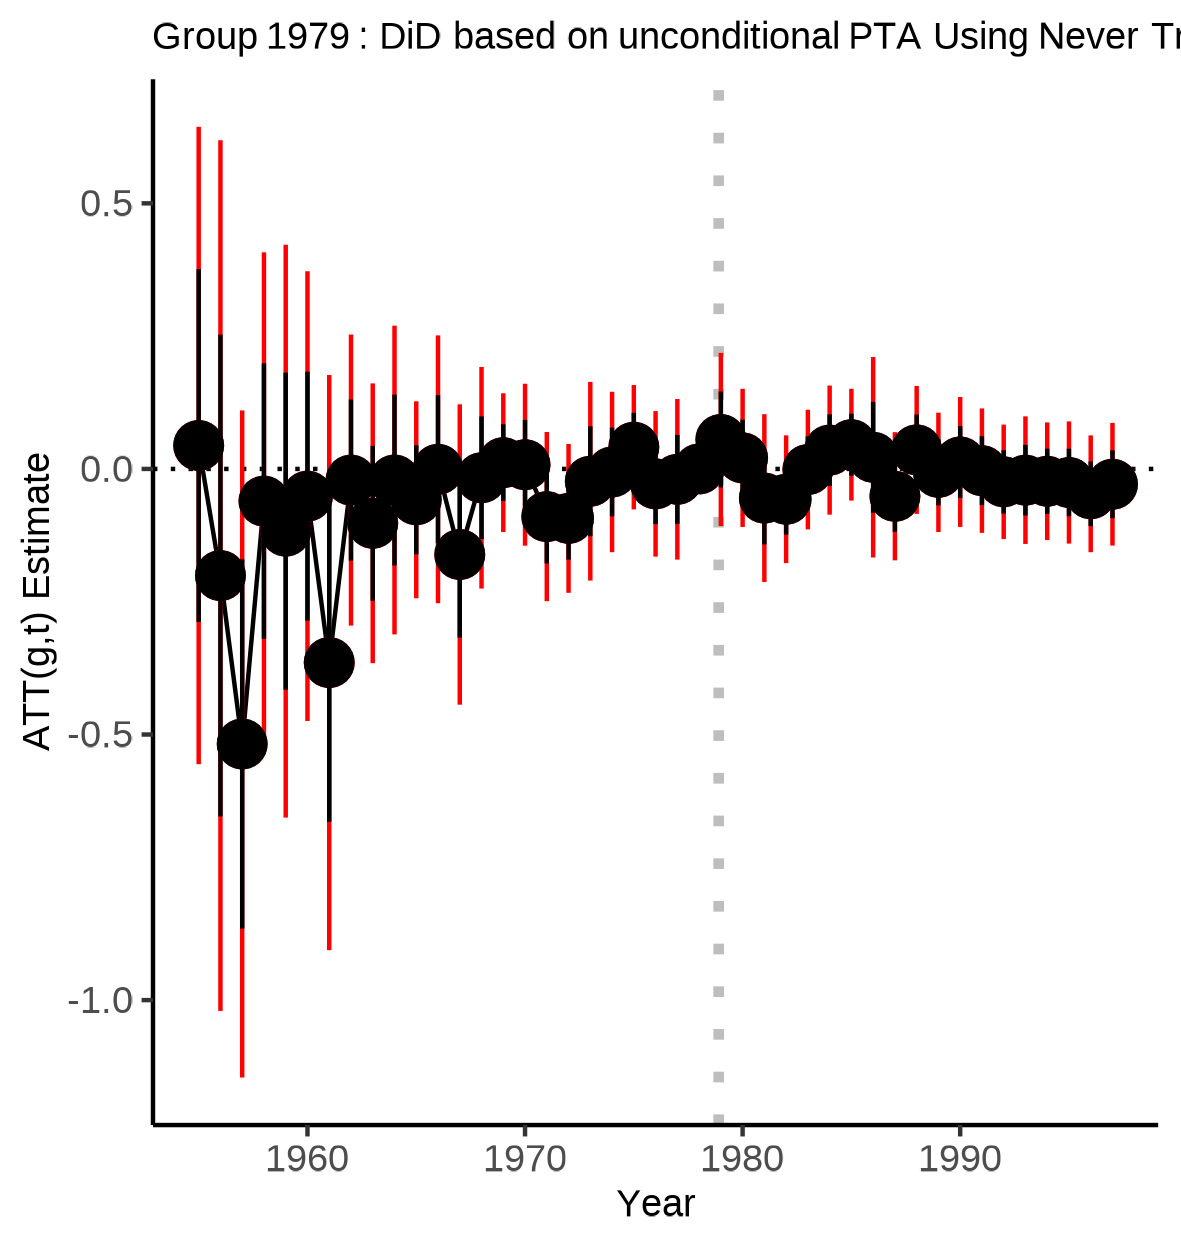 Group 1979 : DiD based on unconditional PTA Using Never Tr
ATT(g,t) Estimate
0.5
0.0
-0.5
-1.0
1960 1970 1980 1990
Year